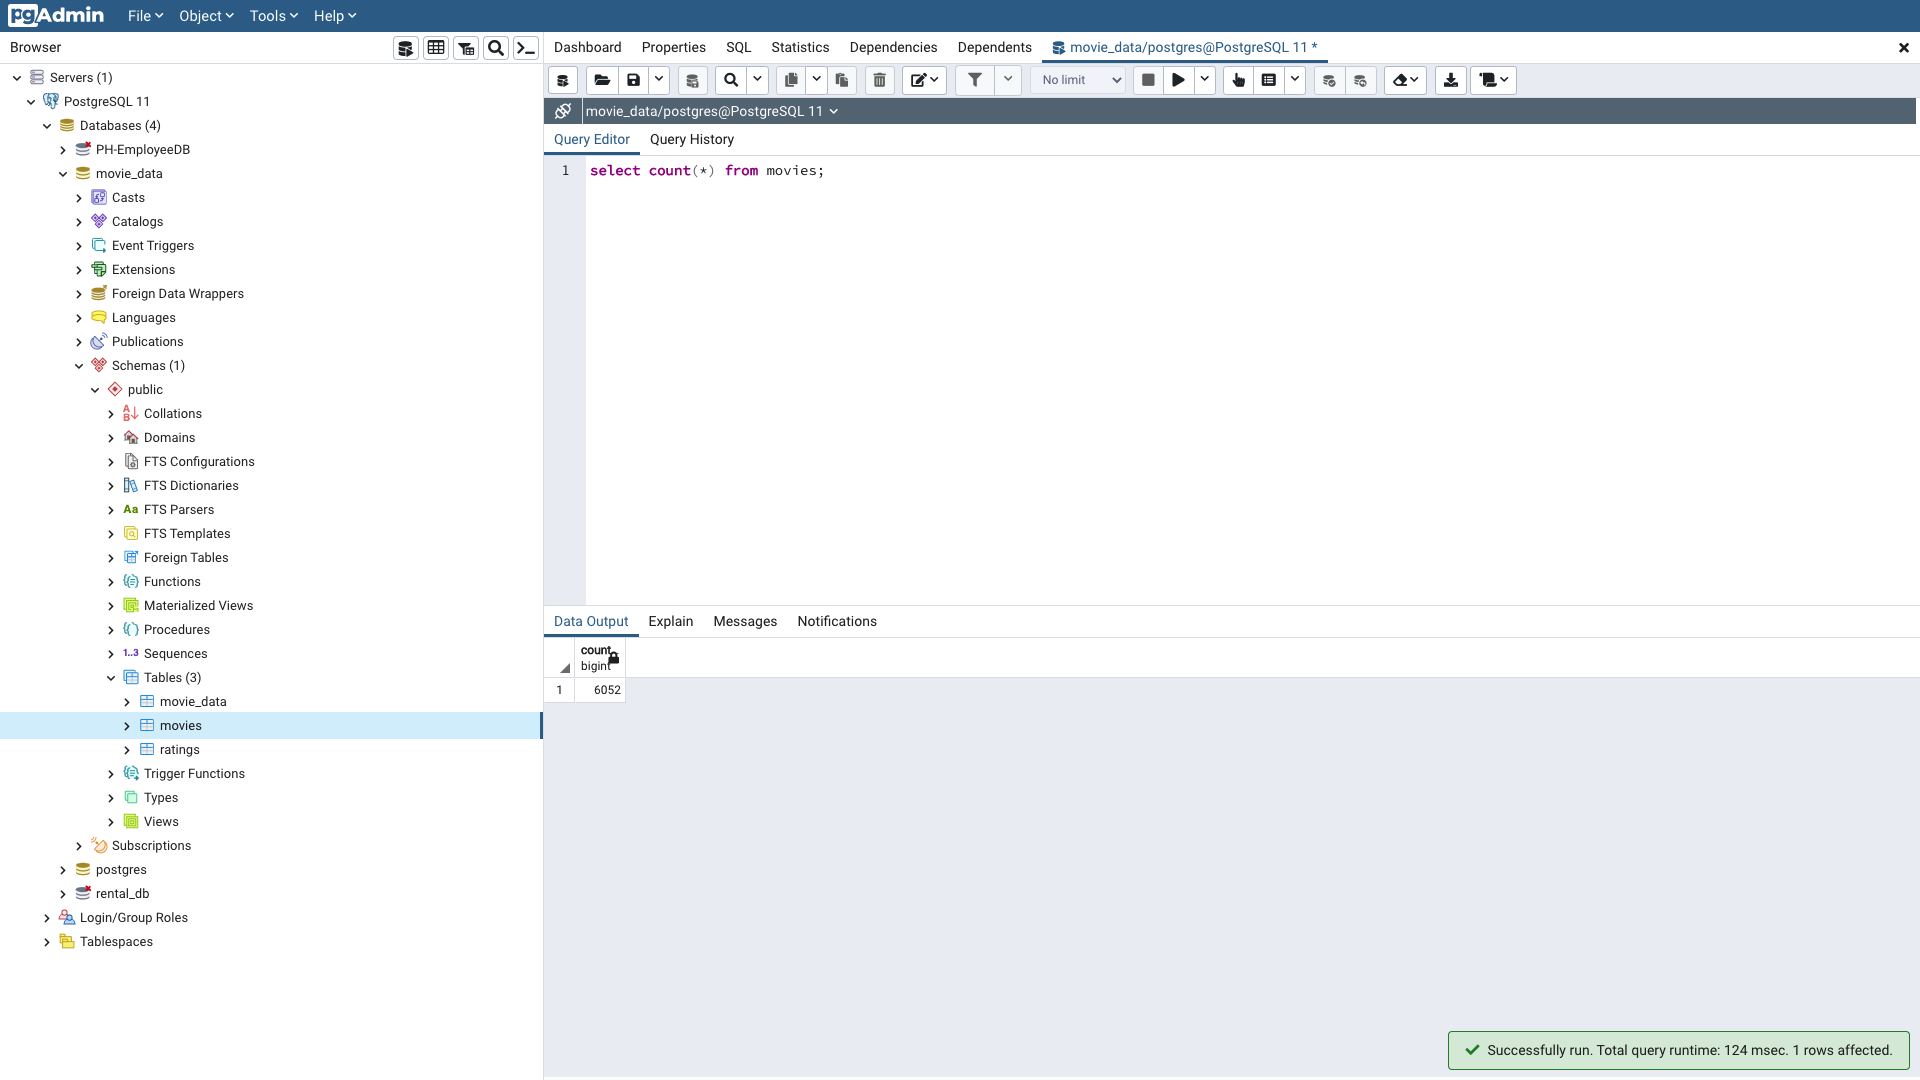 pgAdmin File Object Tools Help
Browser
Servers (1)
PostgreSQL 11
Databases (4)
PH-EmployeeDB
movie_data
Casts
Catalogs
Event Triggers
Extensions
Foreign Data Wrappers
Languages
Publications
Schemas (1)
public
Collations
Domains
FTS Configurations
FTS Dictionaries
Aa FTS Parsers
FTS Templates
Foreign Tables
Functions
Materialized Views
Procedures
1..3 Sequences
Tables (3)
movie_data
movies
ratings
Trigger Functions
Types
Views
Subscriptions
postgres
rental_db
Login/Group Roles
Tablespaces
Dashboard Properties SQL Statistics Dependencies Dependents movie_data/postgres@PostgreSQL 11 *
No limit
movie_data/postgres@PostgreSQL 11
Query Editor Query History
1 select count(*) from movies;
Data Output Explain Messages Notifications
count
bigint
1 6052
Successfully run. Total query runtime: 124 msec. 1 rows affected.